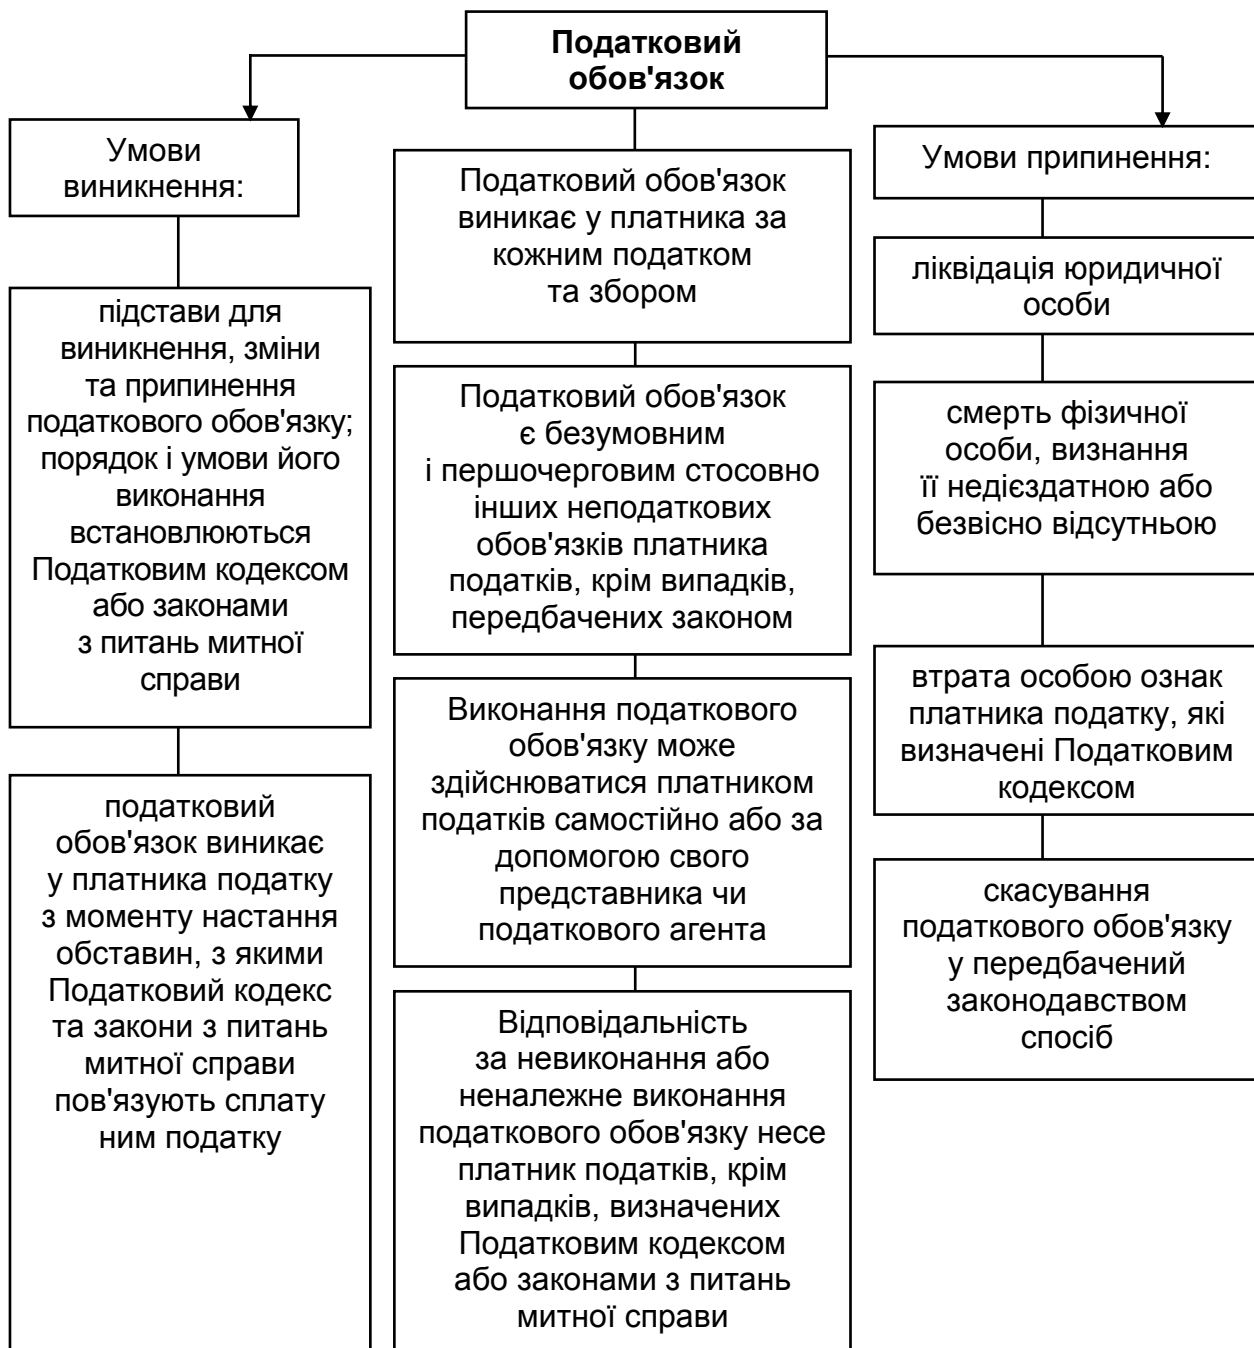 Податковий
обов'язок
Умови
виникнення:
підстави для
виникнення, зміни
та припинення
податкового обов'язку;
порядок і умови його
виконання
встановлюються
Податковим кодексом
або законами
з питань митної
справи
податковий
обов'язок виникає
у платника податку
з моменту настання
обставин, з якими
Податковий кодекс
та закони з питань
митної справи
пов'язують сплату
ним податку
Податковий обов'язок
виникає у платника за
кожним податком
та збором
Податковий обов'язок
є безумовним
і першочерговим стосовно
інших неподаткових
обов'язків платника
податків, крім випадків,
передбачених законом
Виконання податкового
обов'язку може
здійснюватися платником
податків самостійно або за
допомогою свого
представника чи
податкового агента
Відповідальність
за невиконання або
неналежне виконання
податкового обов'язку несе
платник податків, крім
випадків, визначених
Податковим кодексом
або законами з питань
митної справи
Умови припинення:
ліквідація юридичної
особи
смерть фізичної
особи, визнання
її недієздатною або
безвісно відсутньою
втрата особою ознак
платника податку, які
визначені Податковим
кодексом
скасування
податкового обов'язку
у передбачений
законодавством
спосіб